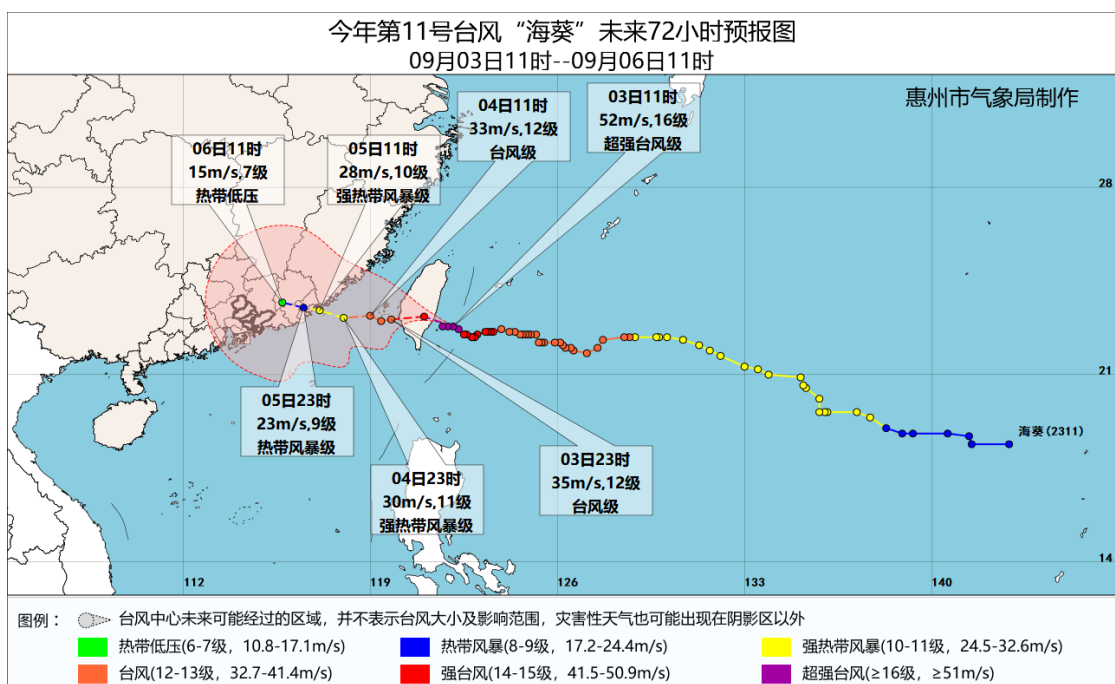 今年第11号台风“海葵”未来72小时预报图
09月03日11时--09月06日11时
惠州市气象局制作
03日11时
52m/s,16级
超强台风级
04日11时
33m/s,12级
台风级
05日11时
28m/s,10级
强热带风暴级
06日11时
15m/s,7级
热带低压
28
21
14
05日23时
23m/s,9级
热带风暴级
04日23时
30m/s,11级
强热带风暴级
03日23时
35m/s,12级
台风级
海葵(2311)
112
119
126
133
140
图例：
台风中心未来可能经过的区域，并不表示台风大小及影响范围，灾害性天气也可能出现在阴影区以外
热带低压(6-7级，10.8-17.1m/s)
热带风暴(8-9级，17.2-24.4m/s)
强热带风暴(10-11级，24.5-32.6m/s)
台风(12-13级，32.7-41.4m/s)
强台风(14-15级，41.5-50.9m/s)
超强台风(≥16级，≥51m/s)